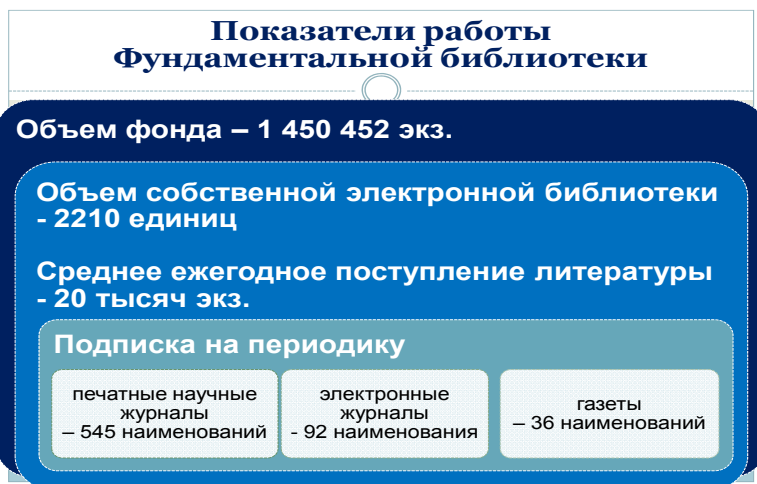 Показатели работы
Фундаментальной библиотеки
Объем фонда – 1 450 452 экз.
Объем собственной электронной библиотеки
- 2210 единиц
Среднее ежегодное поступление литературы
- 20 тысяч экз.
Подписка на периодику
печатные научные
журналы
– 545 наименований
электронные
журналы
- 92 наименования
газеты
– 36 наименований